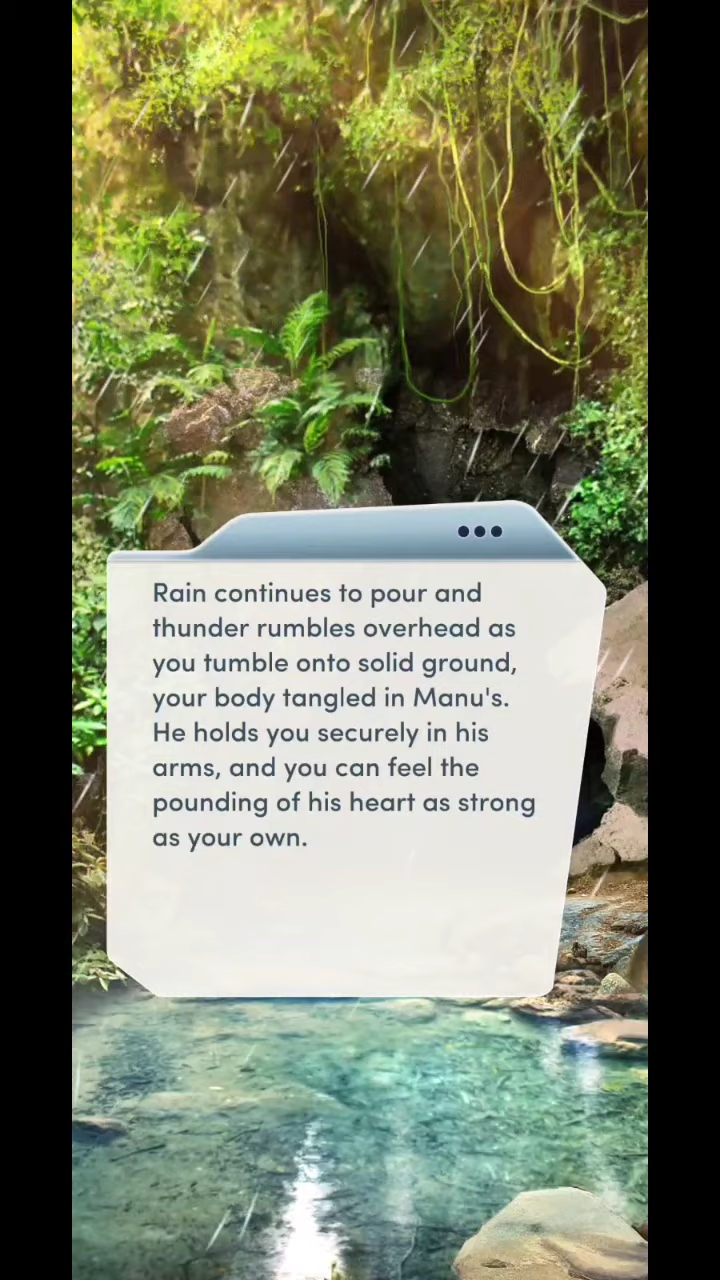 Rain continues to pour and
thunder rumbles overhead as
you tumble onto solid ground,
your body tangled in Manu's.
He holds you securely in his
arms, and you can feel the
pounding of his heart as strong
as your own.